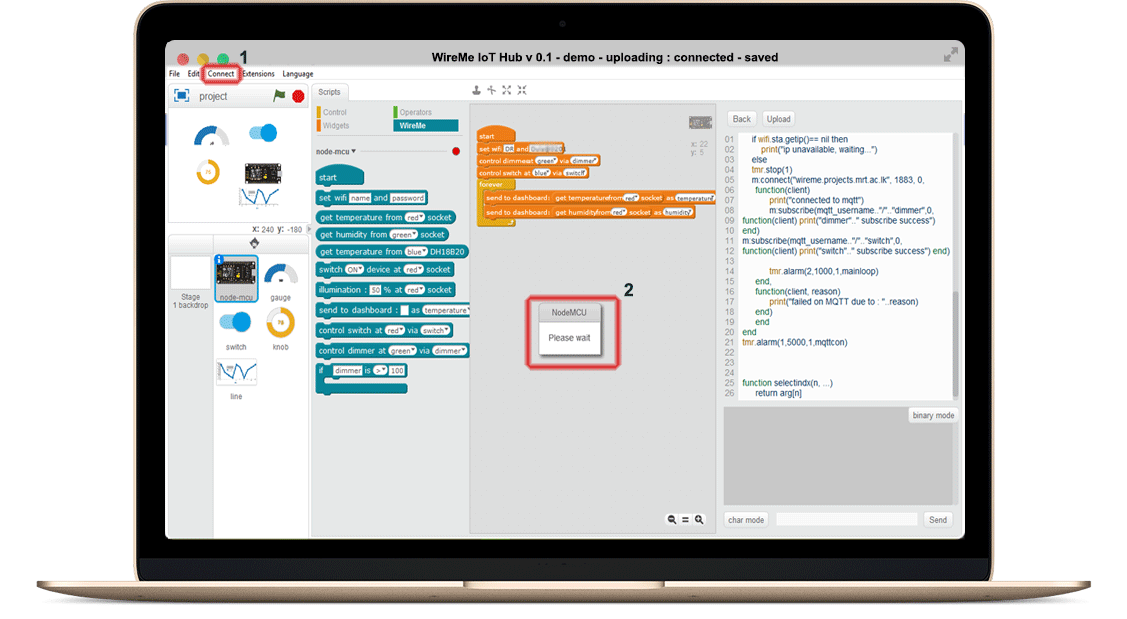 1
WireMe IoT Hub v 0.1 - demo - uploading : connected - saved
File Edit Connect Extensions Language
project
x: 240 y: -180
Stage
1 backdrop
node-mcu
gauge
switch
knob
line
Scripts
Control
Operators
Widgets
WireMe
node-mcu
start
set wifi name and password
get temperature from red socket
get humidity from green socket
get temperature from blue DH18B20
switch ON device at red socket
illumination : 50 % at red socket
send to dashboard : as temperature
control switch at red via switch
control dimmer at green via dimmer
if dimmer is > 100
start
set wifi and
control dimmeat green via dimmer
control switch at blue via switch
forever
send to dashboard: get temperaturefrom red socket as temperature
send to dashboard: get humidityfrom red socket as humidity
x: 22
y: 5
2
NodeMCU
Please wait
Back
Upload
01 if wifi.sta.getip()== nil then
02 print("ip unavailable, waiting...")
03 else
04 tmr.stop(1)
05 m:connect("wireme.projects.mrt.ac.lk", 1883, 0,
06 function(client)
07 print("connected to mqtt")
08 m:subscribe(mqtt_username.."/".."dimmer",0,
09 function(client) print("dimmer".." subscribe success")
10 end)
11 m:subscribe(mqtt_username.."/".."switch",0,
12 function(client) print("switch".." subscribe success") end)
13
14 tmr.alarm(2,1000,1,mainloop)
15 end,
16 function(client, reason)
17 print("failed on MQTT due to : "..reason)
18 end)
19 end
20 end
21 tmr.alarm(1,5000,1,mqttcon)
22
23
24
25 function selectindx(n, ...)
26 return arg[n]
binary mode
char mode
Send